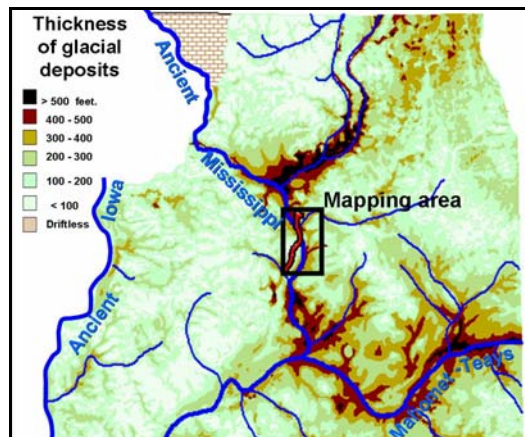 Thickness
of glacial
deposits
> 500 feet.
400 - 500
300 - 400
200 - 300
100 - 200
< 100
Driftless
Ancient
Mississippi
Mapping area
Iowa
Ancient
Mahomet -Teays